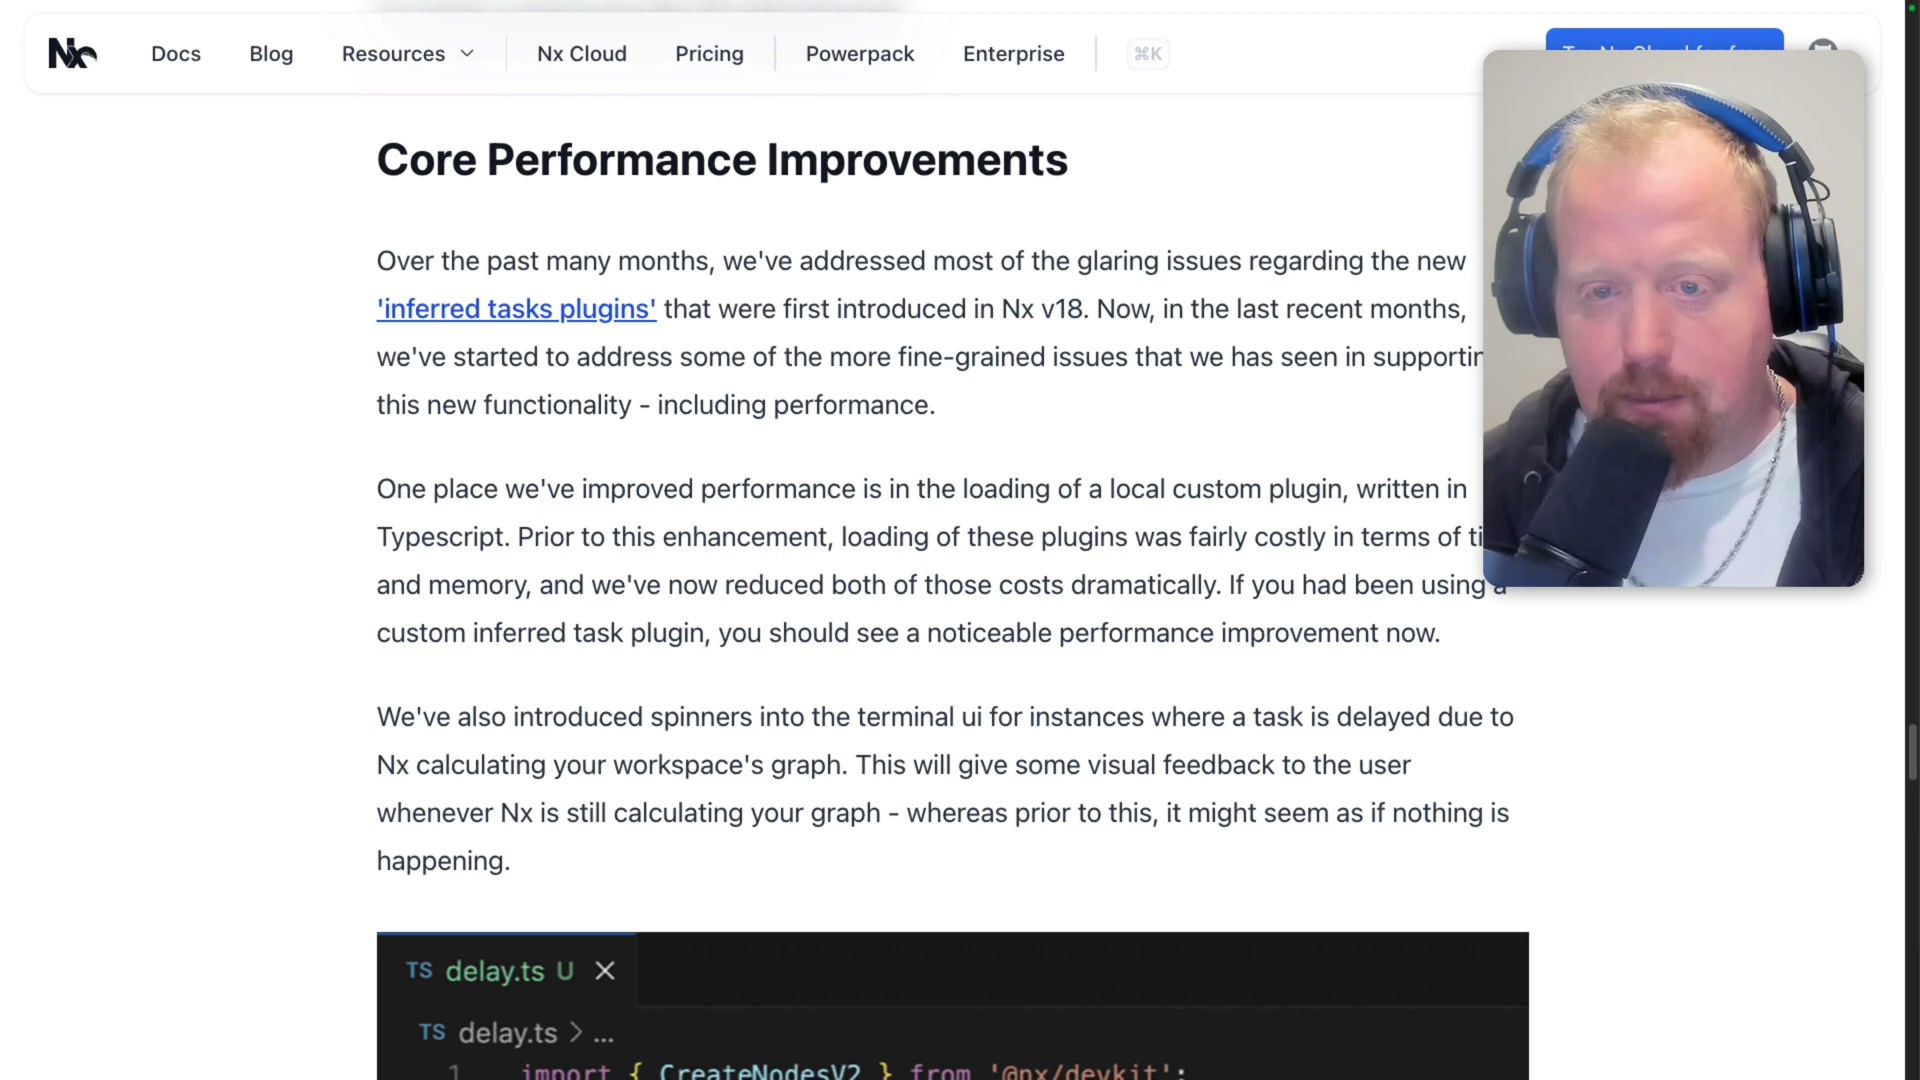 Nx
Docs
Blog
Resources
Nx Cloud
Pricing
Powerpack
Enterprise
⌘K
Core Performance Improvements
Over the past many months, we've addressed most of the glaring issues regarding the new
'inferred tasks plugins' that were first introduced in Nx v18. Now, in the last recent months,
we've started to address some of the more fine-grained issues that we has seen in supportin
this new functionality - including performance.
One place we've improved performance is in the loading of a local custom plugin, written in
Typescript. Prior to this enhancement, loading of these plugins was fairly costly in terms of ti
and memory, and we've now reduced both of those costs dramatically. If you had been using a
custom inferred task plugin, you should see a noticeable performance improvement now.
We've also introduced spinners into the terminal ui for instances where a task is delayed due to
Nx calculating your workspace's graph. This will give some visual feedback to the user
whenever Nx is still calculating your graph - whereas prior to this, it might seem as if nothing is
happening.
TS delay.ts U ×
TS delay.ts > ...
1 import { CreateNodesV2 } from '@nx/devkit';